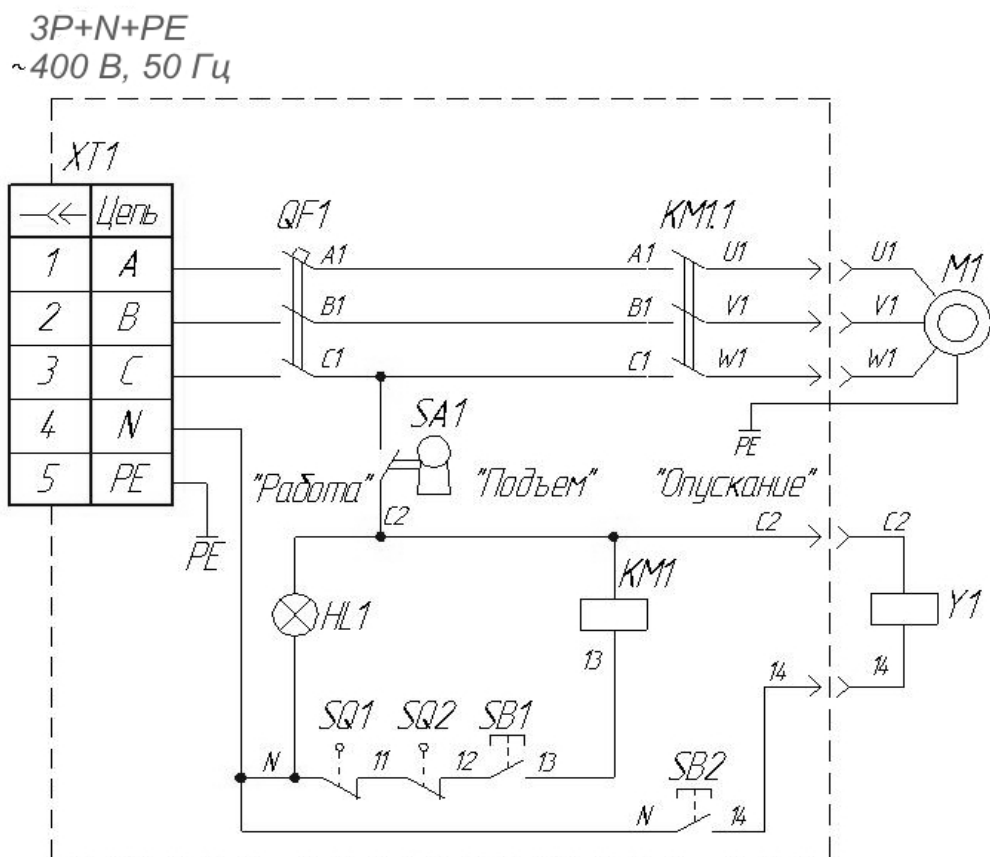 3P+N+PE
~400 В, 50 Гц
XT1
Цепь
1 A
2 B
3 C
4 N
5 PE
PE
QF1
A1
B1
C1
KM1.1
A1 U1
B1 V1
C1 W1
U1
V1
W1
M1
PE
SA1
"Работа"
"Подъем"
"Опускание"
C2
C2
C2
HL1
KM1
13
Y1
14
14
SQ1
SQ2
SB1
N
11
12
13
SB2
N
14